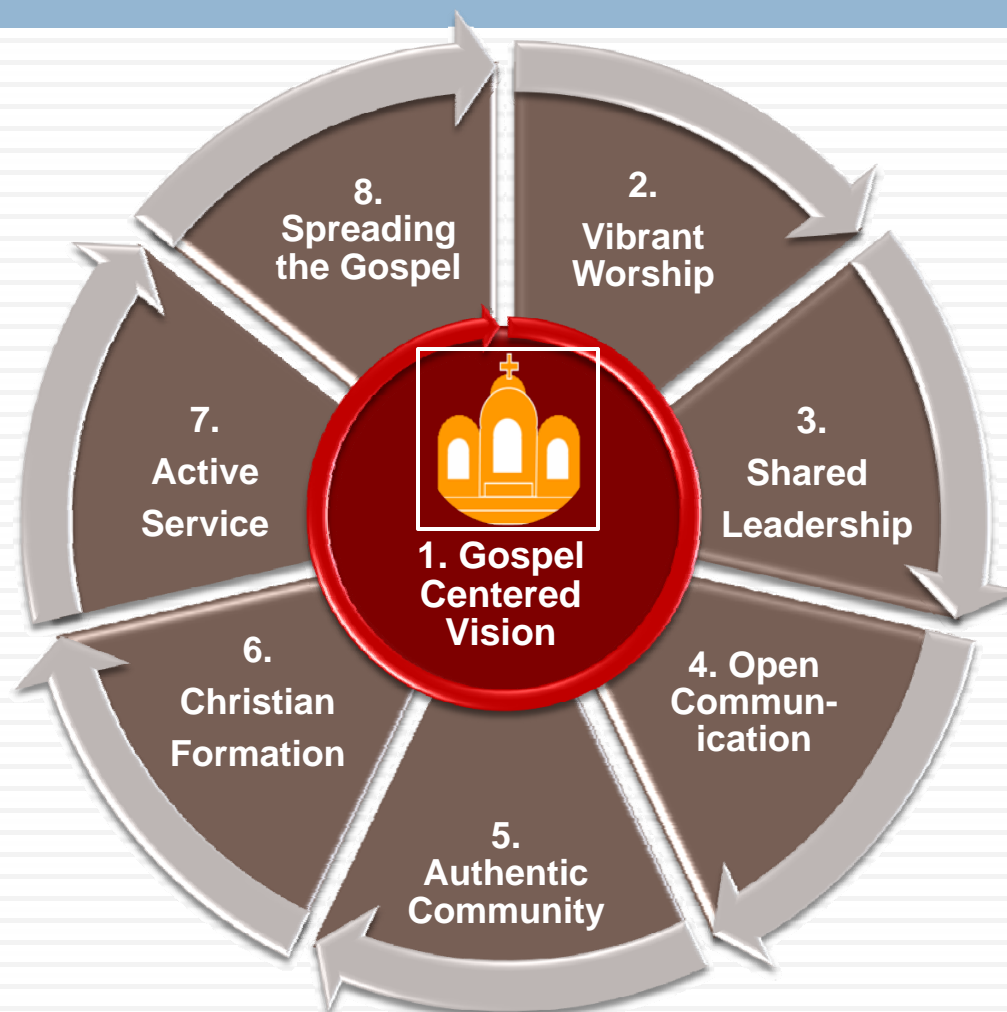 1. Gospel
Centered
Vision
2.
Vibrant
Worship
3.
Shared
Leadership
4. Open
Commun-
ication
5.
Authentic
Community
6.
Christian
Formation
7.
Active
Service
8.
Spreading
the Gospel